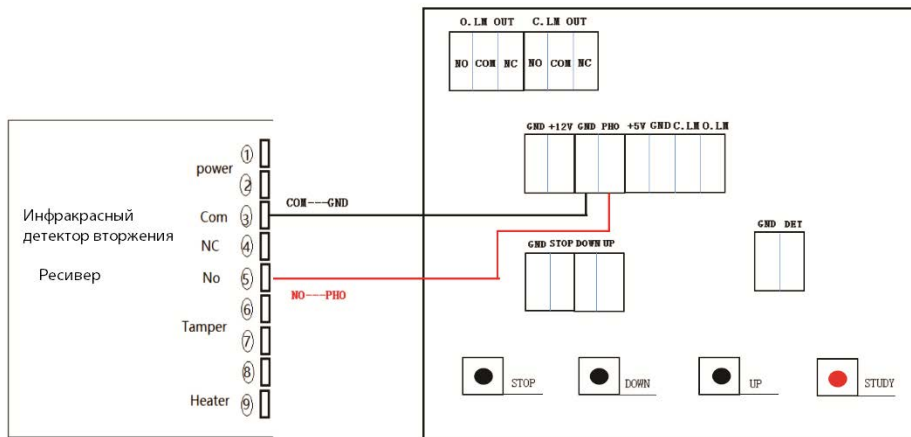 O.LM OUT C.LM OUT
NO COM NC NO COM NC
GND +12V GND PHO +5V GND C.LM O.LM
power
1
2
Инфракрасный
детектор вторжения
Ресивер
Com 3
COM---GND
NC 4
No 5
NO---PHO
Tamper
6
7
8
Heater 9
GND STOP DOWN UP
GND DET
STOP DOWN UP STUDY